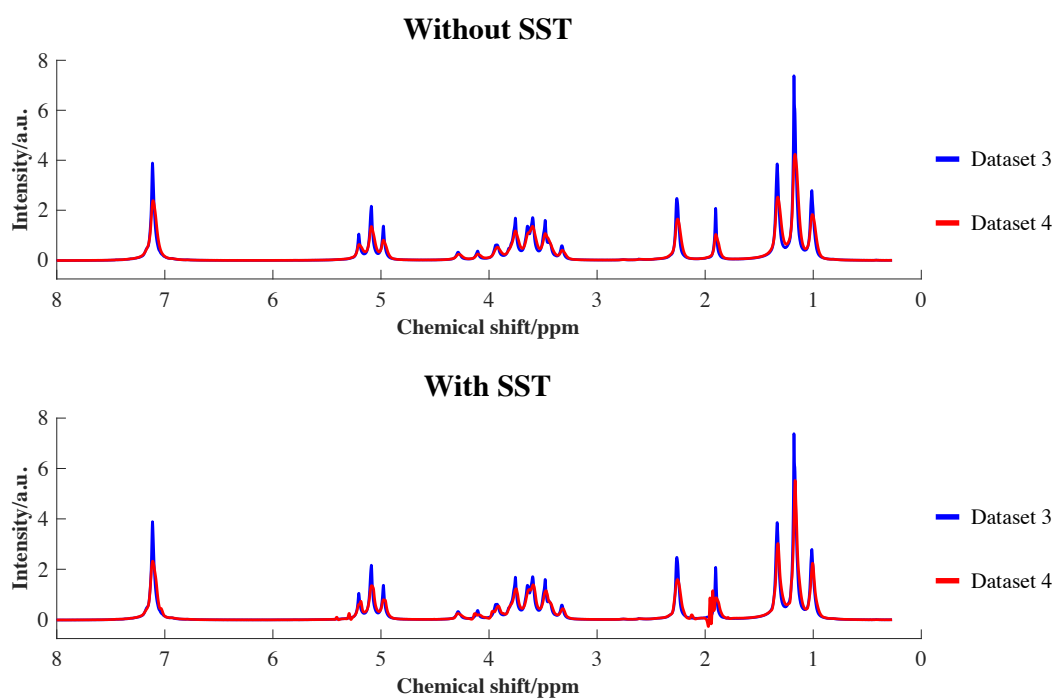 Without SST
Intensity/a.u.
8
6
4
2
0
8 7 6 5 4 3 2 1 0
Chemical shift/ppm
Dataset 3
Dataset 4
With SST
Intensity/a.u.
8
6
4
2
0
8 7 6 5 4 3 2 1 0
Chemical shift/ppm
Dataset 3
Dataset 4